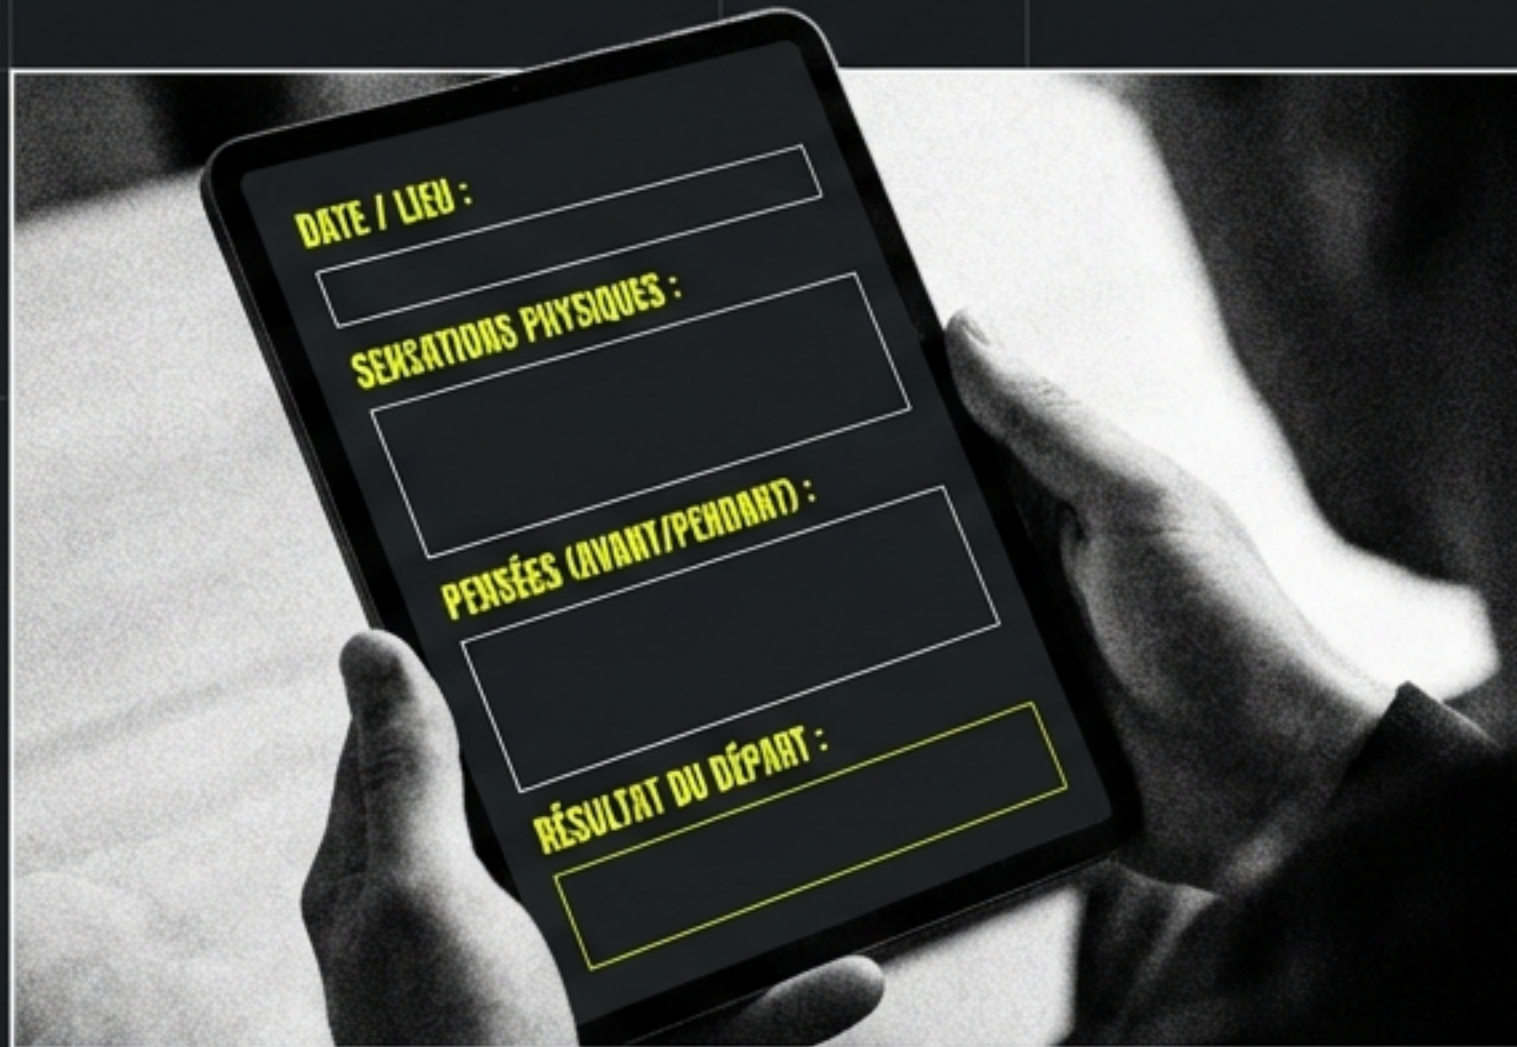 DATE / LIEU :
SENSATIONS PHYSIQUES :
PENSÉES (AVANT/PENDANT) :
RÉSULTAT DU DÉPART :